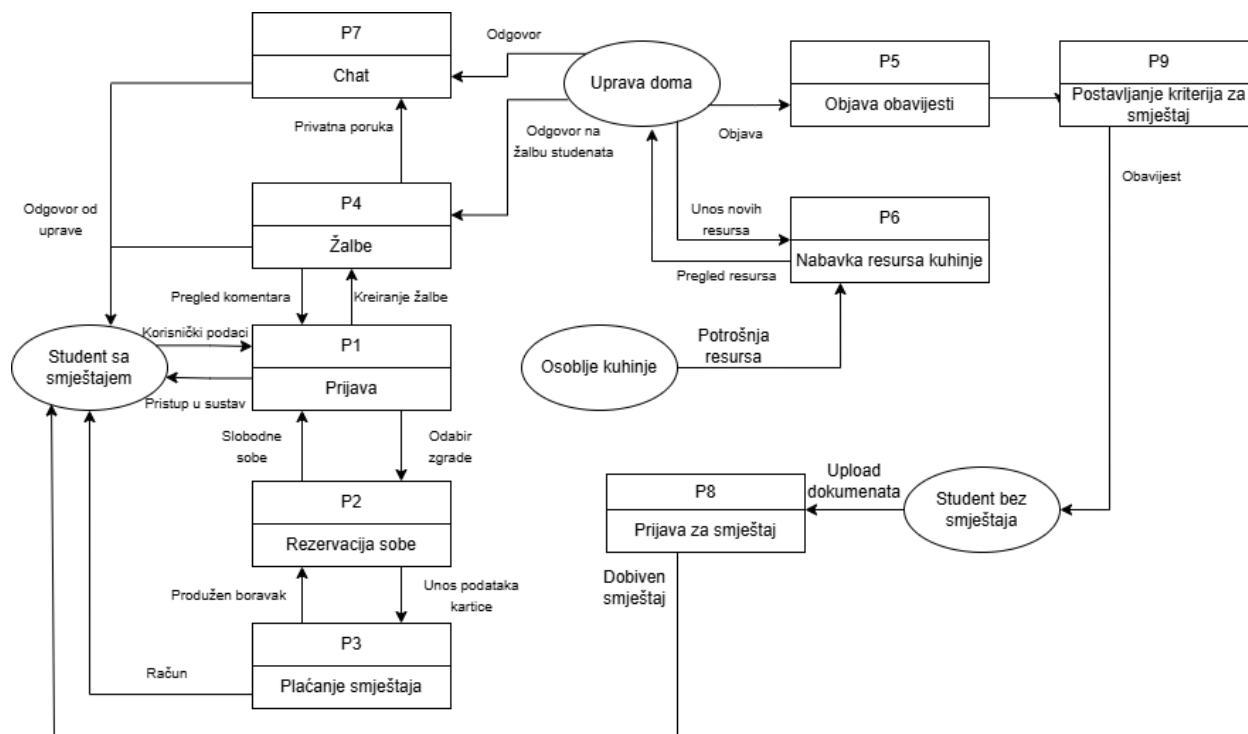 P7
Chat
Odgovor
Uprava doma
P5
Objava obavijesti
P9
Postavljanje kriterija za
smještaj
Privatna poruka
Odgovor na
žalbu studenata
Objava
Obavijest
P4
Žalbe
Odgovor od
uprave
Unos novih
resursa
P6
Nabavka resursa kuhinje
Pregled resursa
Pregled komentara
Kreiranje žalbe
Korisnički podaci
Student sa
smještajem
P1
Prijava
Pristup u sustav
Osoblje kuhinje
Potrošnja
resursa
Slobodne
sobe
Odabir
zgrade
P2
Rezervacija sobe
P8
Prijava za smještaj
Upload
dokumenata
Student bez
smještaja
Produžen boravak
Unos podataka
kartice
Dobiven
smještaj
P3
Plaćanje smještaja
Račun